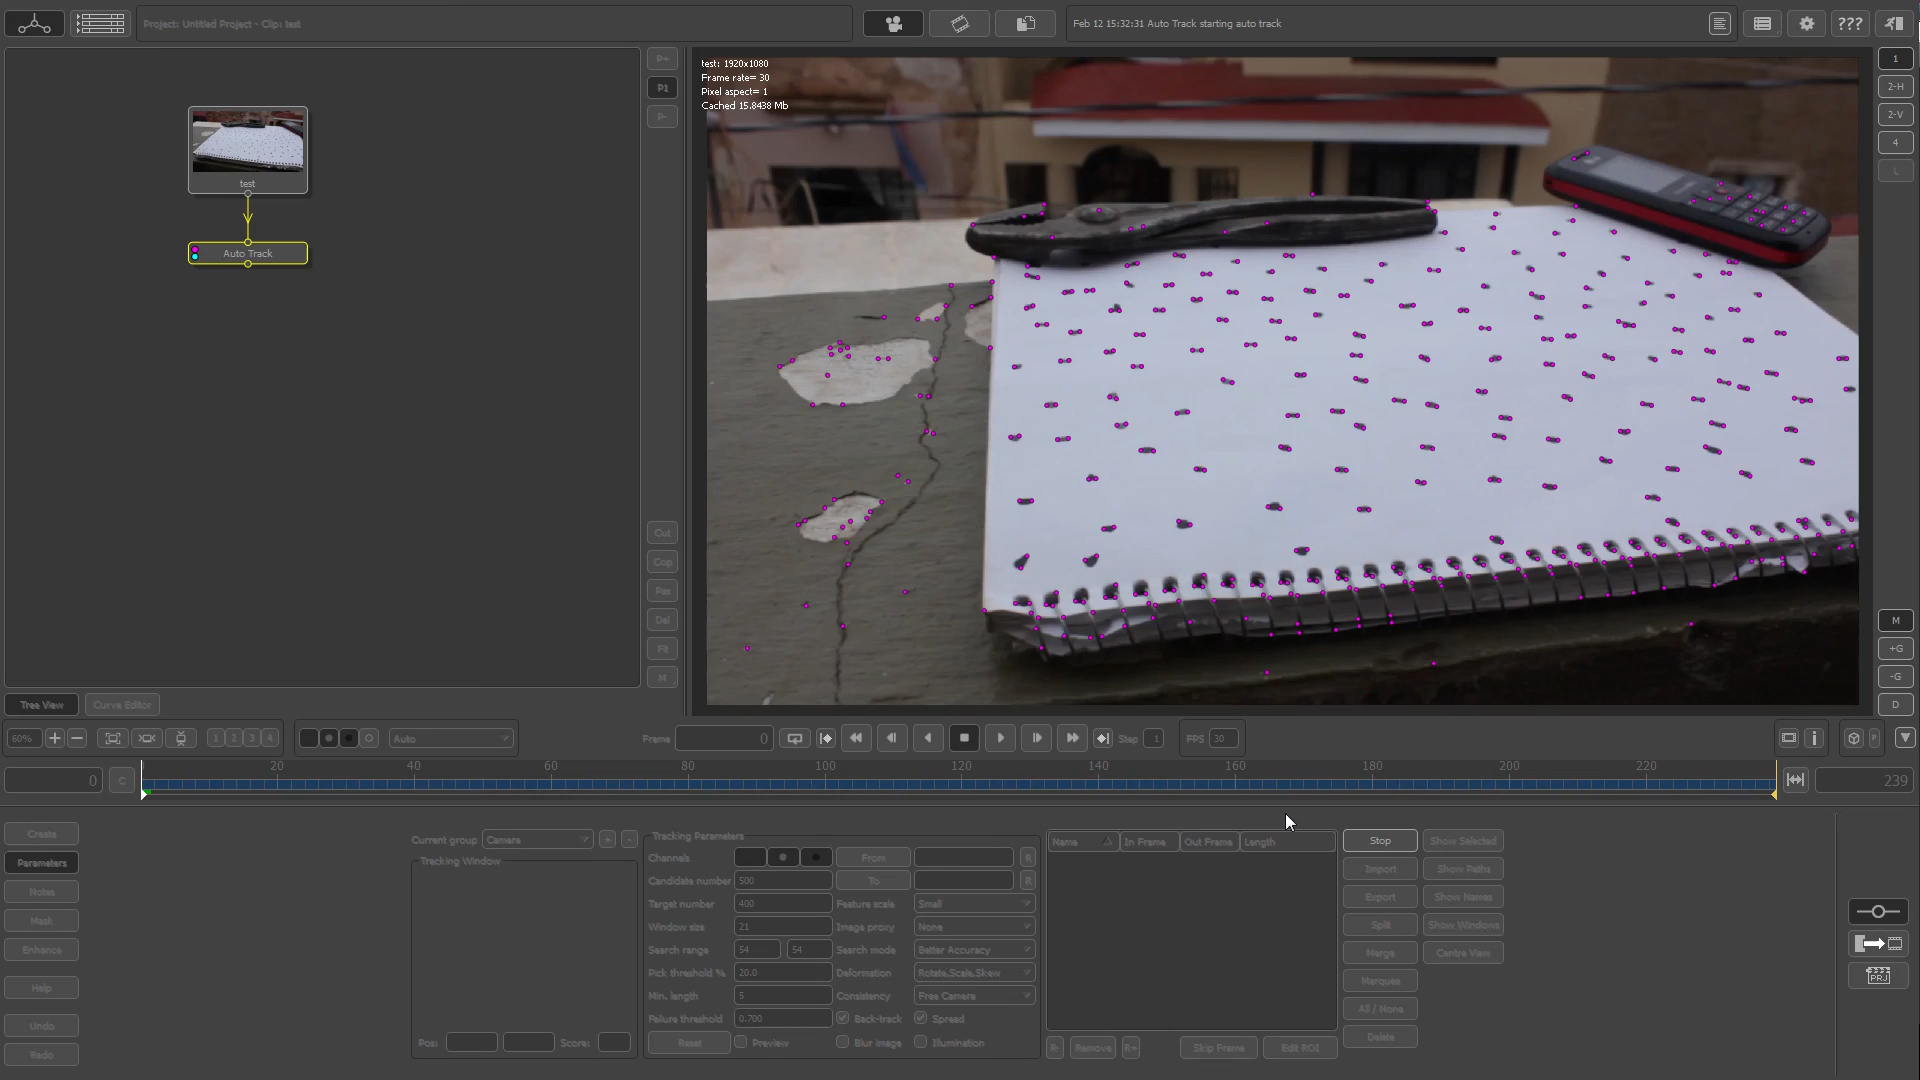 Project: Untitled Project - Clip: test
Feb 12 15:32:31 Auto Track starting auto track
???
P+
P1
P-
test: 1920x1080
Frame rate= 30
Pixel aspect= 1
Cached 15.8438 Mb
1
2-H
2-V
4
L
test
Auto Track
Cut
Cop
Pas
Del
Flt
M
M
+G
-G
D
Tree View
Curve Editor
60%
+
-
1 2 3 4
Auto
Frame 0
Step 1
FPS 30
P
0
C
20 40 60 80 100 120 140 160 180 200 220
239
Create
Parameters
Notes
Mask
Enhance
Help
Undo
Redo
Current group Camera + -
Tracking Window
Pos: Score:
Tracking Parameters
Channels From R
Candidate number 500 To R
Target number 400 Feature scale Small
Window size 21 Image proxy None
Search range 54 54 Search mode Better Accuracy
Pick threshold % 20.0 Deformation Rotate,Scale,Skew
Min. length 5 Consistency Free Camera
Failure threshold 0.700 Back-track Spread
Reset Preview Blur image Illumination
Name In Frame Out Frame Length
R- Remove R+ Skip Frame Edit ROI
Stop Show Selected
Import Show Paths
Export Show Names
Split Show Windows
Merge Centre View
Marquee
All / None
Delete
PRJ